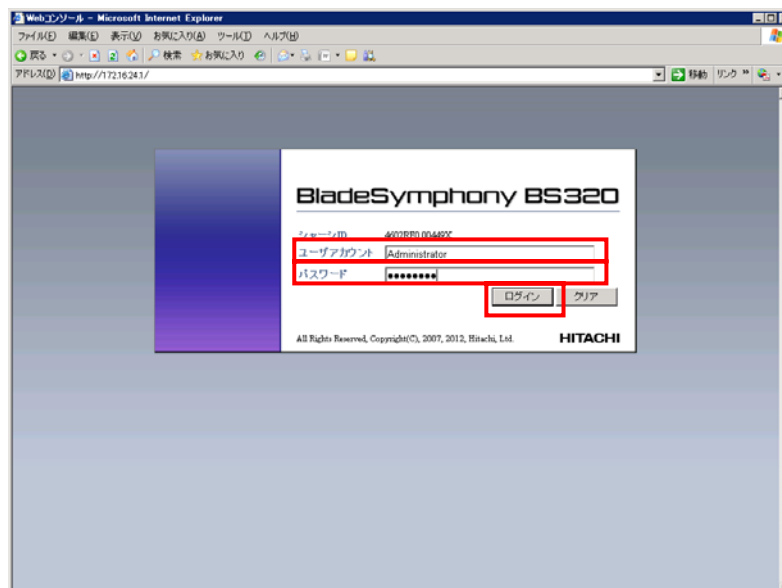 Webコンソール - Microsoft Internet Explorer
ファイル(F) 編集(E) 表示(V) お気に入り(A) ツール(T) ヘルプ(H)
戻る 検索 お気に入り
アドレス(D) http://172.16.24.1/ 移動 リンク »
BladeSymphony BS320
シャーシID
ユーザアカウント Administrator
パスワード ●●●●●●●●
ログイン クリア
All Rights Reserved, Copyright(C), 2007, 2012, Hitachi, Ltd. HITACHI